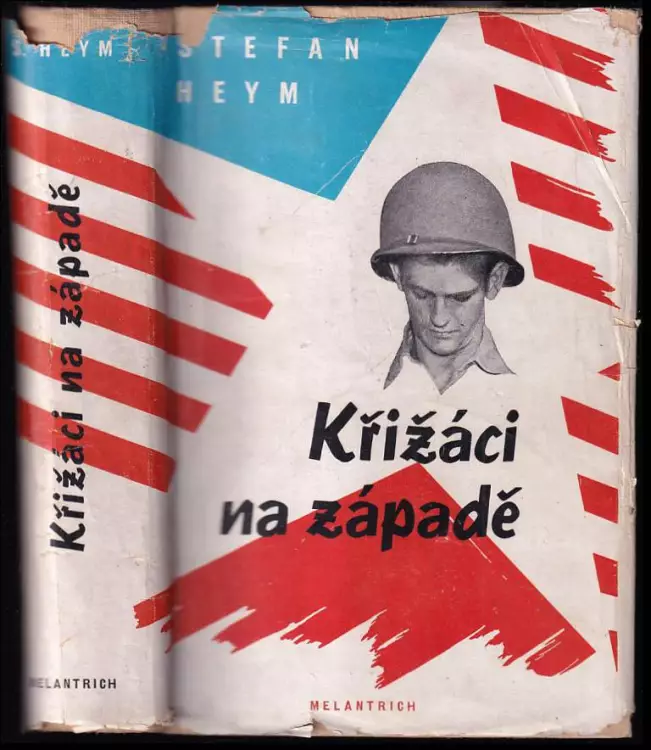 S. HEYM
Křižáci na západě
MELANTRICH
STEFAN
HEYM
Křižáci
na západě
MELANTRICH